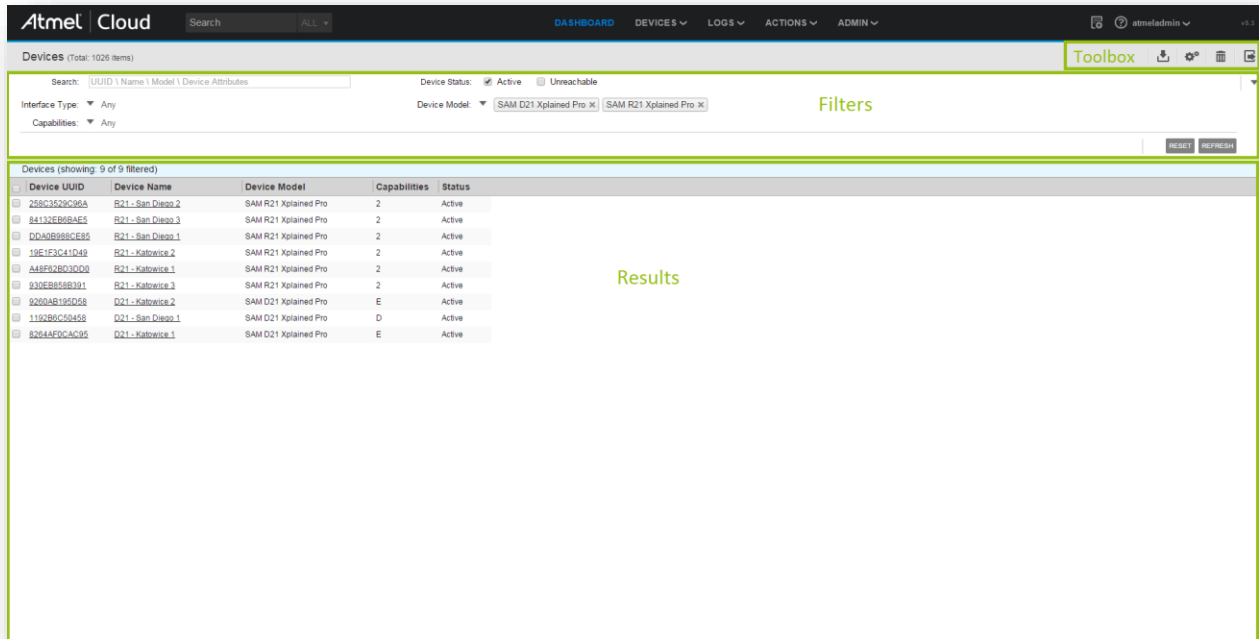 Atmel Cloud Search ALL DASHBOARD DEVICES LOGS ACTIONS ADMIN atmeladmin v5.3
Devices (Total: 1026 items) Toolbox
Search: UUID \ Name \ Model \ Device Attributes Device Status: Active Unreachable
Interface Type: Any Device Model: SAM D21 Xplained Pro × SAM R21 Xplained Pro × Filters
Capabilities: Any
RESET REFRESH
Devices (showing: 9 of 9 filtered)
Device UUID Device Name Device Model Capabilities Status
258C3529C96A R21 - San Diego 2 SAM R21 Xplained Pro 2 Active
84132EB6BAE5 R21 - San Diego 3 SAM R21 Xplained Pro 2 Active
DDA0B988CE85 R21 - San Diego 1 SAM R21 Xplained Pro 2 Active
19E1F3C41D49 R21 - Katowice 2 SAM R21 Xplained Pro 2 Active
A48F62BD3DD0 R21 - Katowice 1 SAM R21 Xplained Pro 2 Active
930EB858B391 R21 - Katowice 3 SAM R21 Xplained Pro 2 Active
9260AB195D58 D21 - Katowice 2 SAM D21 Xplained Pro E Active
1192B6C50458 D21 - San Diego 1 SAM D21 Xplained Pro D Active
8264AF0CAC95 D21 - Katowice 1 SAM D21 Xplained Pro E Active
Results